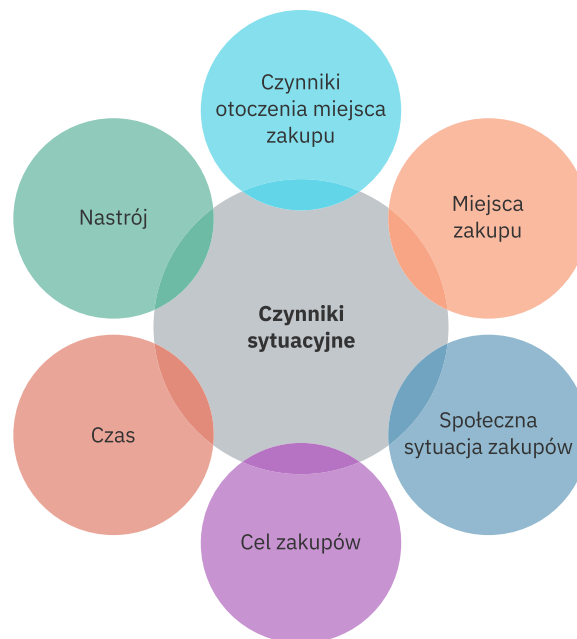 Czynniki
otoczenia miejsca
zakupu
Nastrój
Miejsca
zakupu
Czynniki
sytuacyjne
Czas
Społeczna
sytuacja zakupów
Cel zakupów